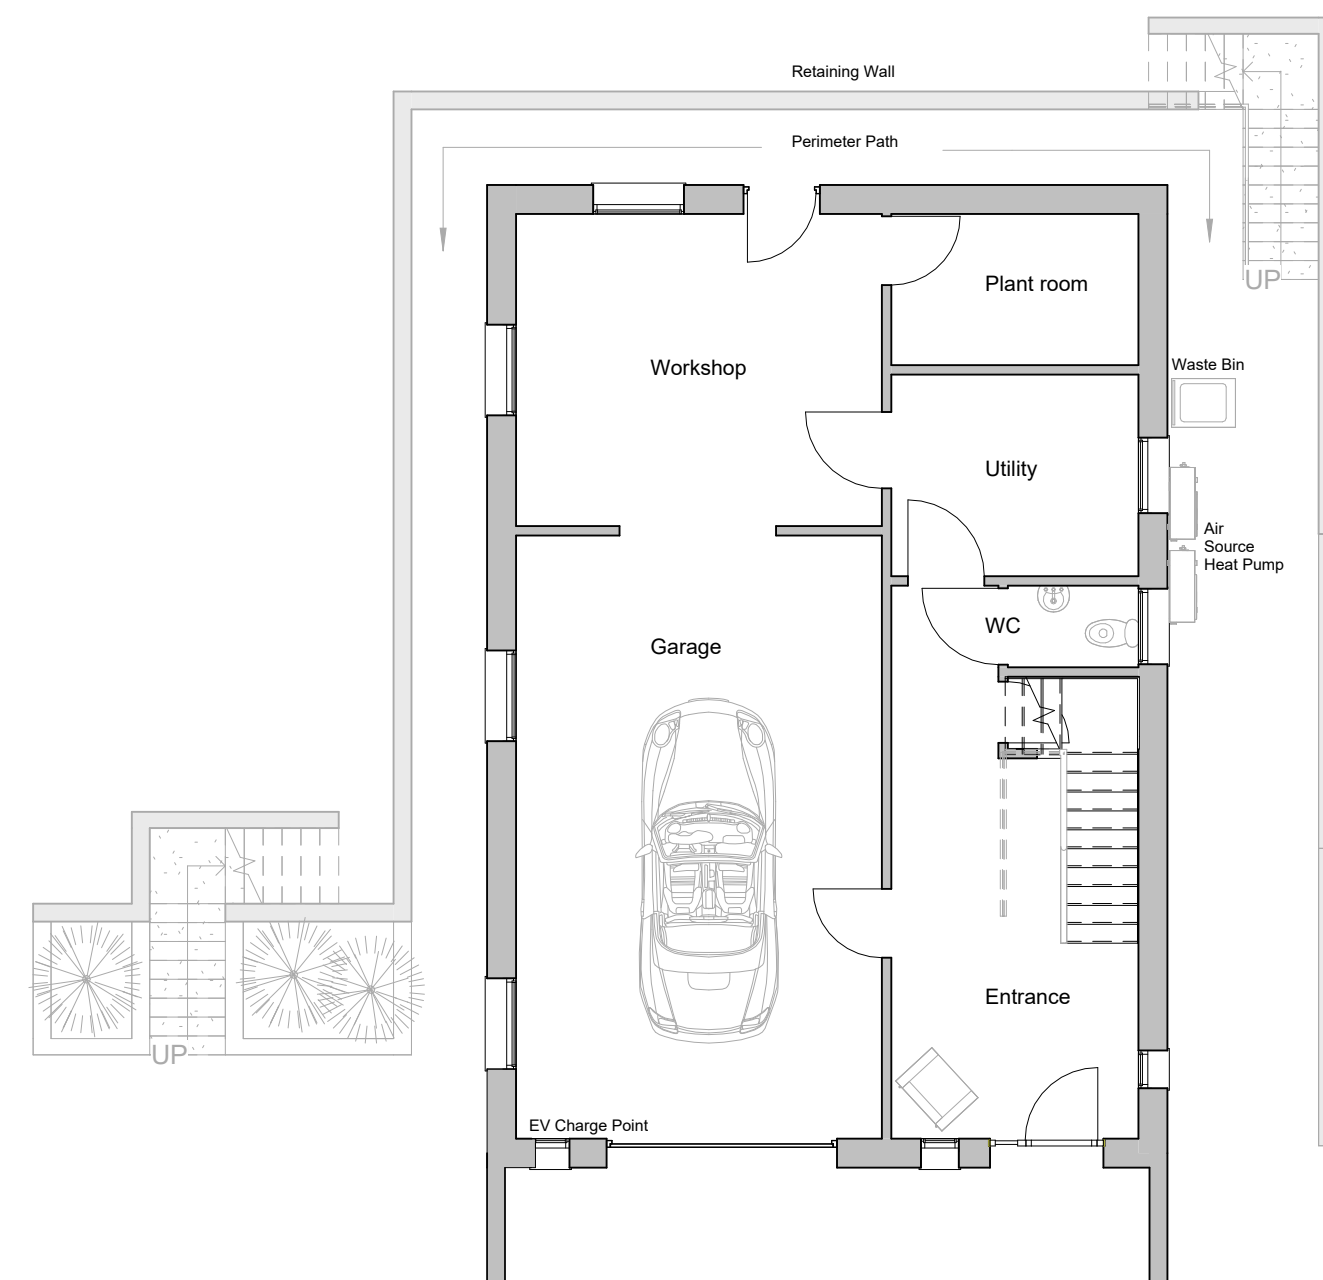 Retaining Wall
Perimeter Path
UP
Plant room
Workshop
Waste Bin
Utility
Air
Source
Heat Pump
WC
Garage
Entrance
UP
EV Charge Point